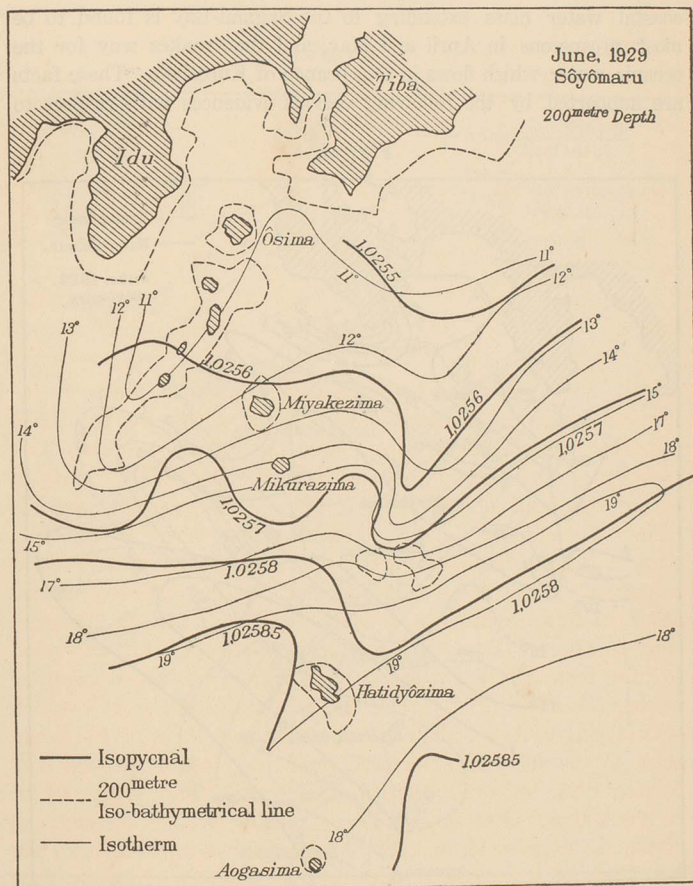 June, 1929
Sôyômaru
200metre Depth
Tiba
Idu
Ôsima
1,0255
11°
11°
12°
13°
12°
11°
12°
13°
1,0256
14°
Miyakezima
1,0256
15°
1,0257
17°
14°
Mikurazima
18°
1,0257
19°
15°
1,0258
17°
1,0258
18°
1,02585
19°
19°
18°
Hatidyôzima
Isopycnal
1,02585
200metre
Iso-bathymetrical line
18°
Isotherm
Aogasima